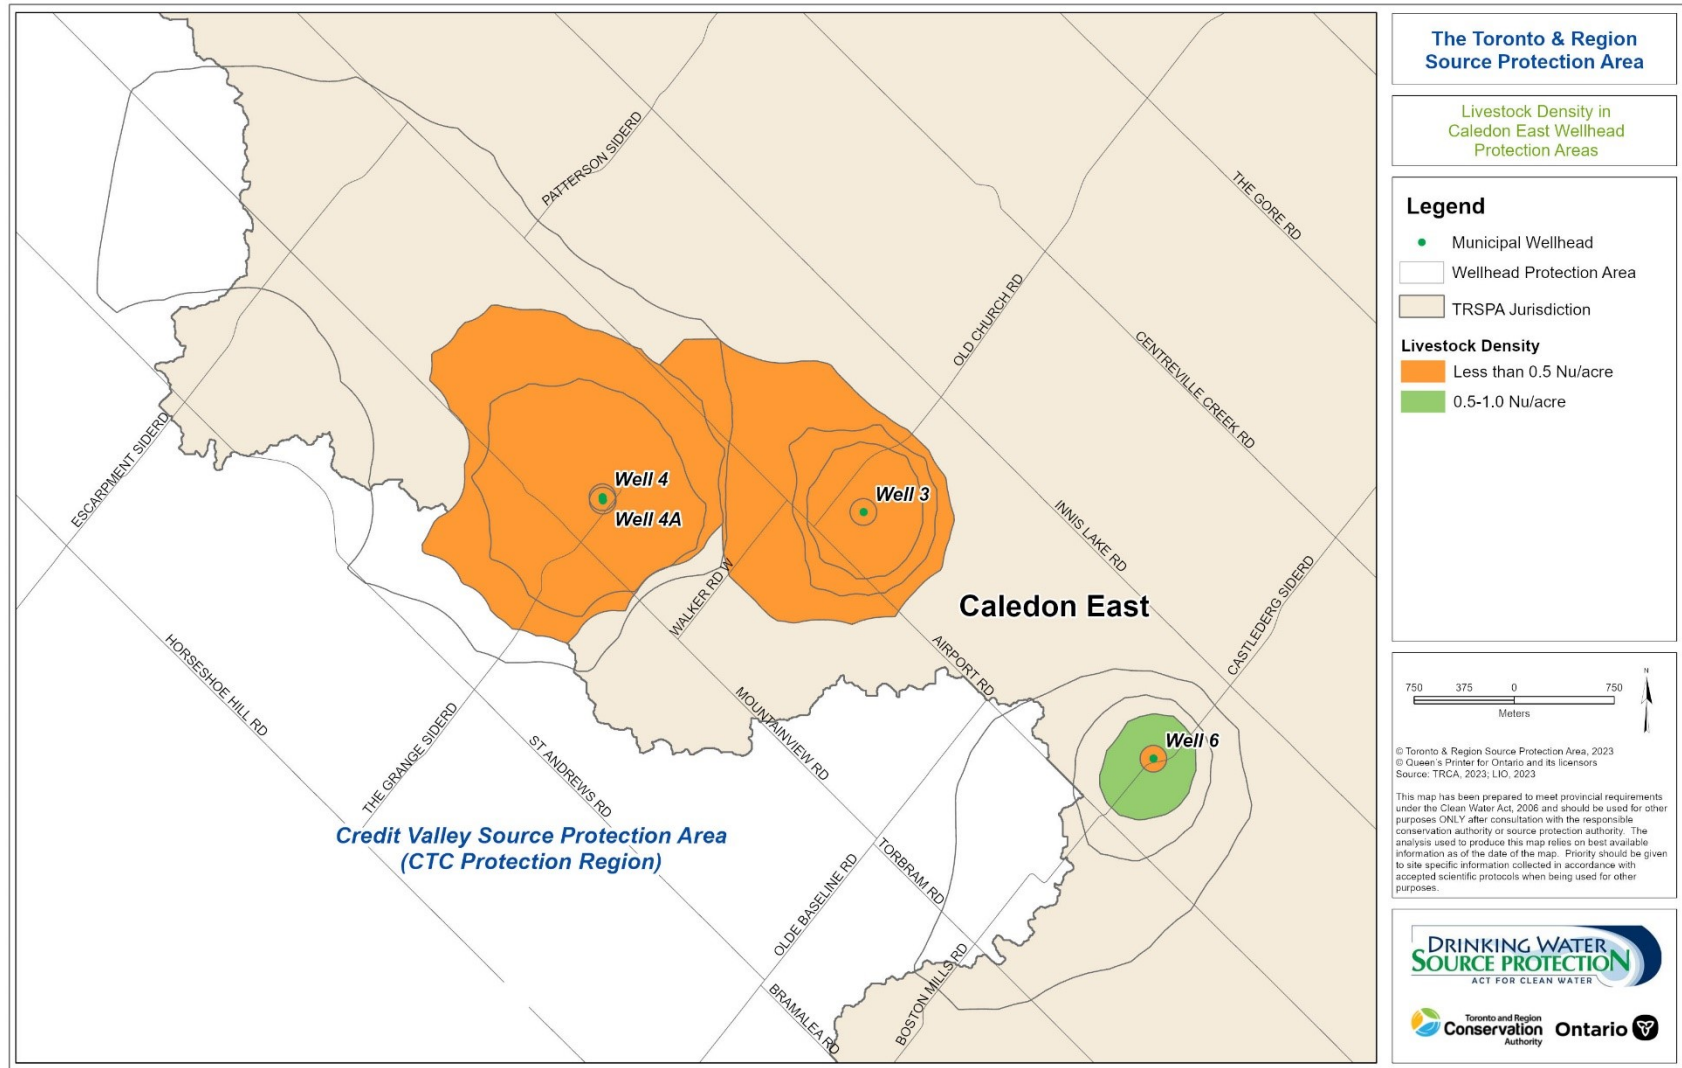 PATTERSON SIDERD
THE GORE RD
OLD CHURCH RD
CENTREVILLE CREEK RD
ESCARPMENT SIDERD
Well 4
Well 4A
Well 3
INNIS LAKE RD
WALKER RD W
Caledon East
CASTLEDERG SIDERD
HORSESHOE HILL RD
AIRPORT RD
MOUNTAINVIEW RD
THE GRANGE SIDERD
ST ANDREWS RD
Well 6
Credit Valley Source Protection Area
(CTC Protection Region)
TORBRAM RD
OLDE BASELINE RD
BOSTON MILLS RD
BRAMALEA RD
The Toronto & Region
Source Protection Area
Livestock Density in
Caledon East Wellhead
Protection Areas
Legend
Municipal Wellhead
Wellhead Protection Area
TRSPA Jurisdiction
Livestock Density
Less than 0.5 Nu/acre
0.5-1.0 Nu/acre
N
750 375 0 750
Meters
© Toronto & Region Source Protection Area, 2023
© Queen's Printer for Ontario and its licensors
Source: TRCA, 2023; LIO, 2023
This map has been prepared to meet provincial requirements
under the Clean Water Act, 2006 and should be used for other
purposes ONLY after consultation with the responsible
conservation authority or source protection authority. The
analysis used to produce this map relies on best available
information as of the date of the map. Priority should be given
to site specific information collected in accordance with
accepted scientific protocols when being used for other
purposes.
DRINKING WATER
SOURCE PROTECTION
ACT FOR CLEAN WATER
Toronto and Region
Conservation
Authority
Ontario